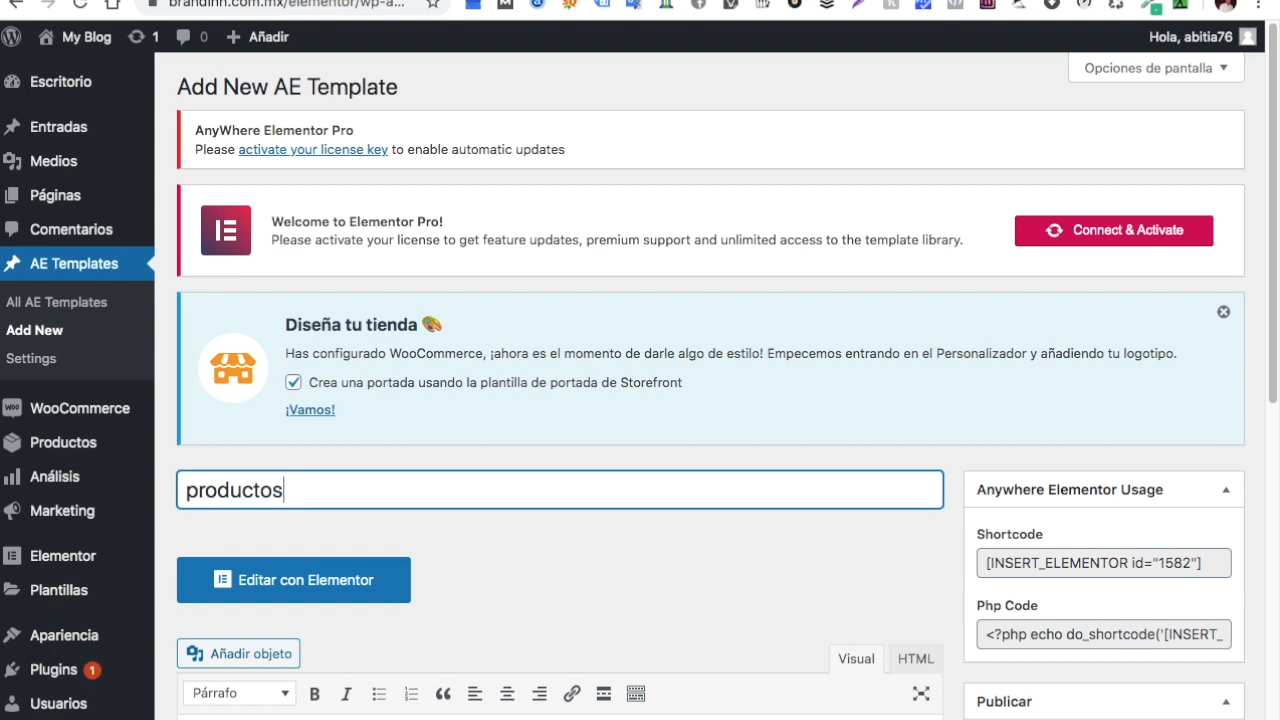 brandinn.com.mx/elementor/wp-a...
My Blog
1
0
Añadir
Hola, abitia76
Escritorio
Entradas
Medios
Páginas
Comentarios
AE Templates
All AE Templates
Add New
Settings
WooCommerce
Productos
Análisis
Marketing
Elementor
Plantillas
Apariencia
Plugins 1
Usuarios
Opciones de pantalla
Add New AE Template
AnyWhere Elementor Pro
Please activate your license key to enable automatic updates
Welcome to Elementor Pro!
Please activate your license to get feature updates, premium support and unlimited access to the template library.
Connect & Activate
Diseña tu tienda
Has configurado WooCommerce, ¡ahora es el momento de darle algo de estilo! Empecemos entrando en el Personalizador y añadiendo tu logotipo.
Crea una portada usando la plantilla de portada de Storefront
¡Vamos!
productos
Editar con Elementor
Añadir objeto
Visual
HTML
Párrafo
Anywhere Elementor Usage
Shortcode
[INSERT_ELEMENTOR id="1582"]
Php Code
<?php echo do_shortcode('[INSERT_
Publicar